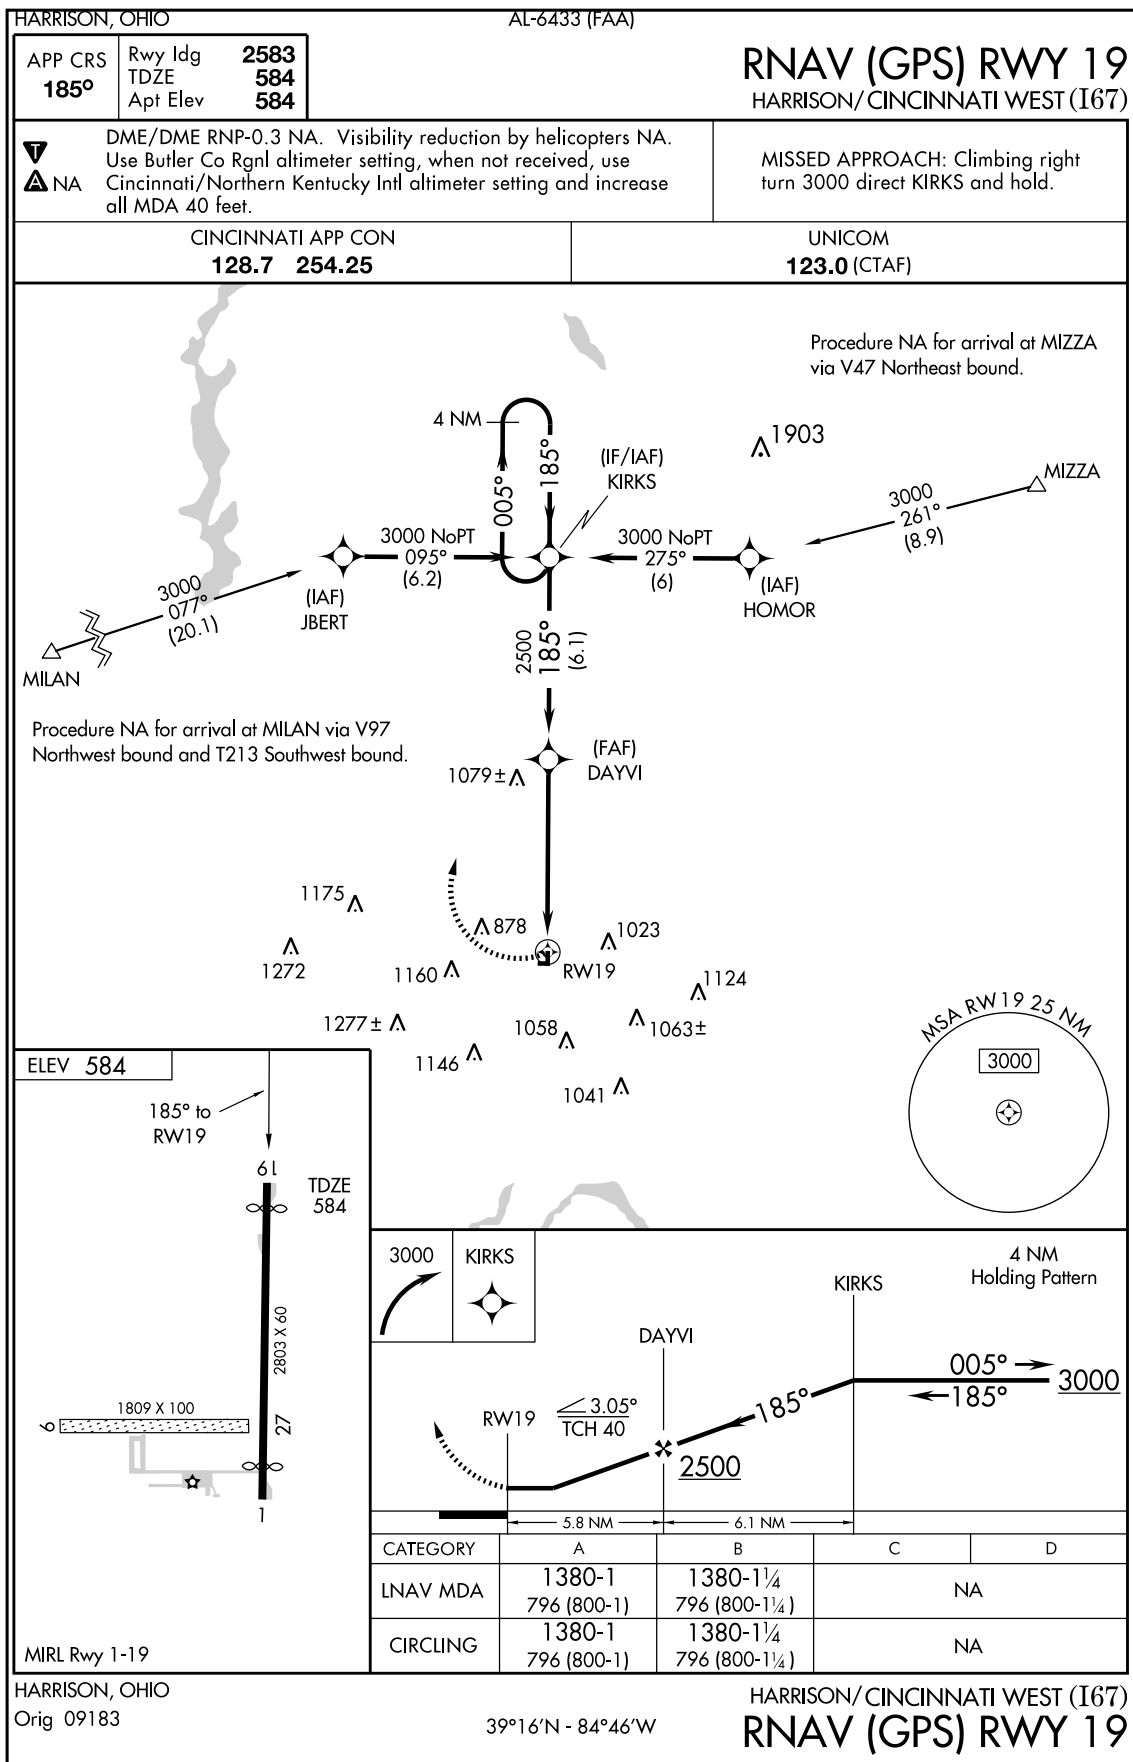 HARRISON, OHIO
AL-6433 (FAA)
APP CRS
185°
Rwy ldg 2583
TDZE 584
Apt Elev 584
RNAV (GPS) RWY 19
HARRISON/CINCINNATI WEST (I67)
T
A NA
DME/DME RNP-0.3 NA. Visibility reduction by helicopters NA.
Use Butler Co Rgnl altimeter setting, when not received, use
Cincinnati/Northern Kentucky Intl altimeter setting and increase
all MDA 40 feet.
MISSED APPROACH: Climbing right
turn 3000 direct KIRKS and hold.
CINCINNATI APP CON
128.7 254.25
UNICOM
123.0 (CTAF)
Procedure NA for arrival at MIZZA
via V47 Northeast bound.
4 NM
005°
185°
(IF/IAF)
KIRKS
1903
MIZZA
3000
261°
(8.9)
3000 NoPT
095°
(6.2)
3000 NoPT
275°
(6)
(IAF)
JBERT
(IAF)
HOMOR
3000
077°
(20.1)
MILAN
2500
185°
(6.1)
Procedure NA for arrival at MILAN via V97
Northwest bound and T213 Southwest bound.
(FAF)
DAYVI
1079±
1175
878
1023
1272
1160
RW19
1124
1277±
1058
1063±
1146
1041
MSA RW19 25 NM
3000
ELEV 584
185° to
RW19
19
TDZE
584
2803 X 60
1809 X 100
9
27
1
MIRL Rwy 1-19
3000
KIRKS
4 NM
Holding Pattern
KIRKS
DAYVI
005°
185°
3000
185°
RW19
3.05°
TCH 40
2500
5.8 NM
6.1 NM
CATEGORY A B C D
LNAV MDA
1380-1
796 (800-1)
1380-1¼
796 (800-1¼)
NA
CIRCLING
1380-1
796 (800-1)
1380-1¼
796 (800-1¼)
NA
HARRISON, OHIO
Orig 09183
39°16'N - 84°46'W
HARRISON/CINCINNATI WEST (I67)
RNAV (GPS) RWY 19